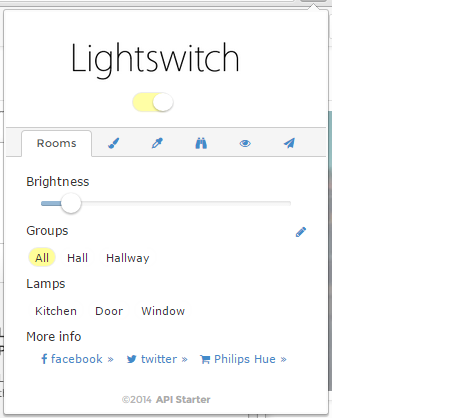 Lightswitch
Rooms
Brightness
Groups
All Hall Hallway
Lamps
Kitchen Door Window
More info
facebook » twitter » Philips Hue »
©2014 API Starter